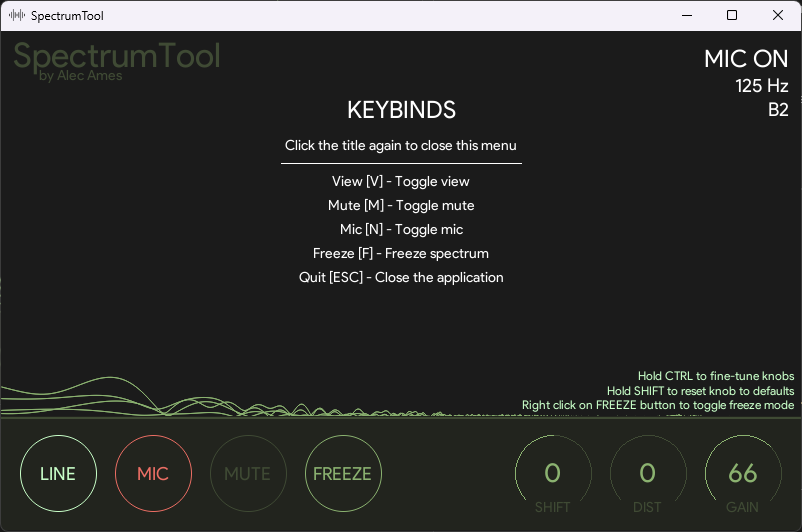 SpectrumTool
SpectrumTool
by Alec Ames
MIC ON
125 Hz
B2
KEYBINDS
Click the title again to close this menu
View [V] - Toggle view
Mute [M] - Toggle mute
Mic [N] - Toggle mic
Freeze [F] - Freeze spectrum
Quit [ESC] - Close the application
Hold CTRL to fine-tune knobs
Hold SHIFT to reset knob to defaults
Right click on FREEZE button to toggle freeze mode
LINE MIC MUTE FREEZE 0 0 66
SHIFT DIST GAIN